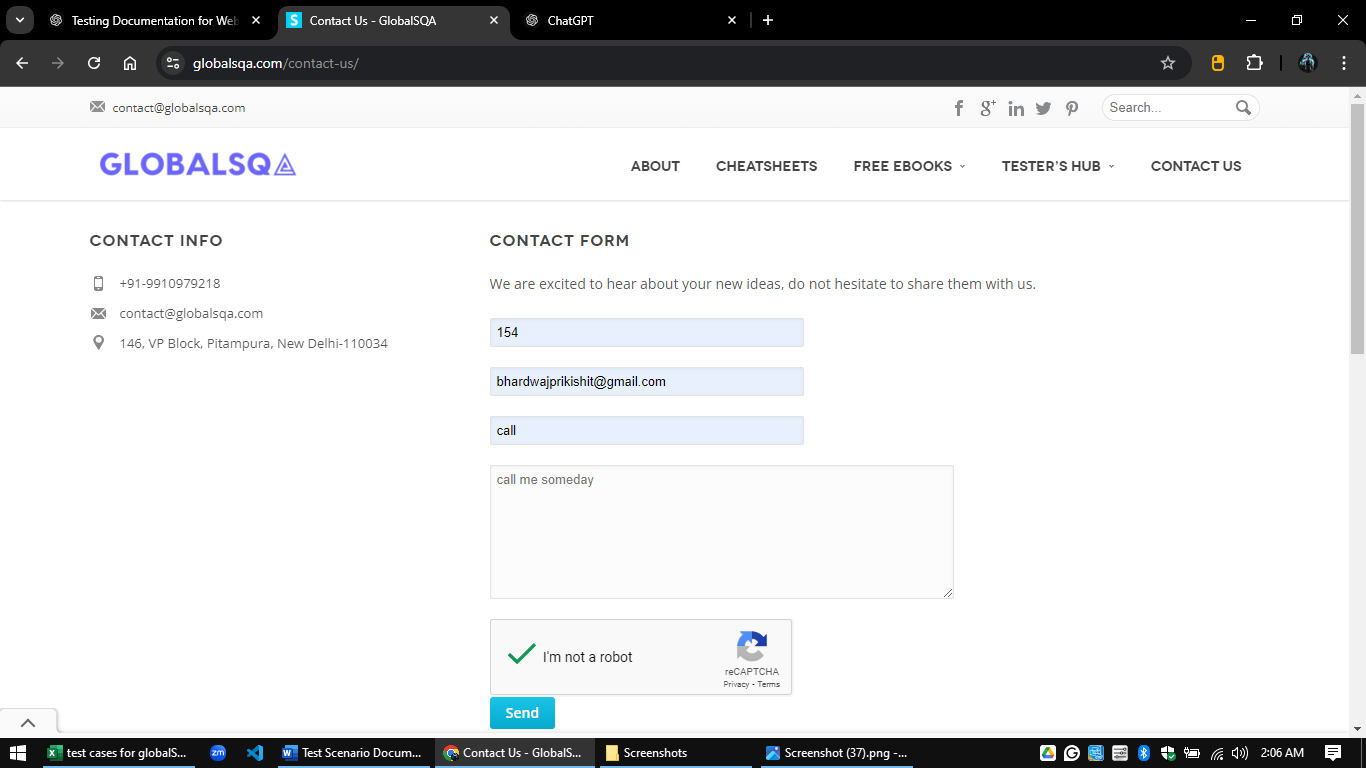 Testing Documentation for Web
Contact Us - GlobalSQA
ChatGPT
globalsqa.com/contact-us/
contact@globalsqa.com
Search...
GLOBALSQA
ABOUT
CHEATSHEETS
FREE EBOOKS
TESTER'S HUB
CONTACT US
CONTACT INFO
+91-9910979218
contact@globalsqa.com
146, VP Block, Pitampura, New Delhi-110034
CONTACT FORM
We are excited to hear about your new ideas, do not hesitate to share them with us.
154
bhardwajprikishit@gmail.com
call
call me someday
I'm not a robot
reCAPTCHA
Privacy - Terms
Send
test cases for globalS...
zm
Test Scenario Docum...
Contact Us - GlobalS...
Screenshots
Screenshot (37).png -...
2:06 AM